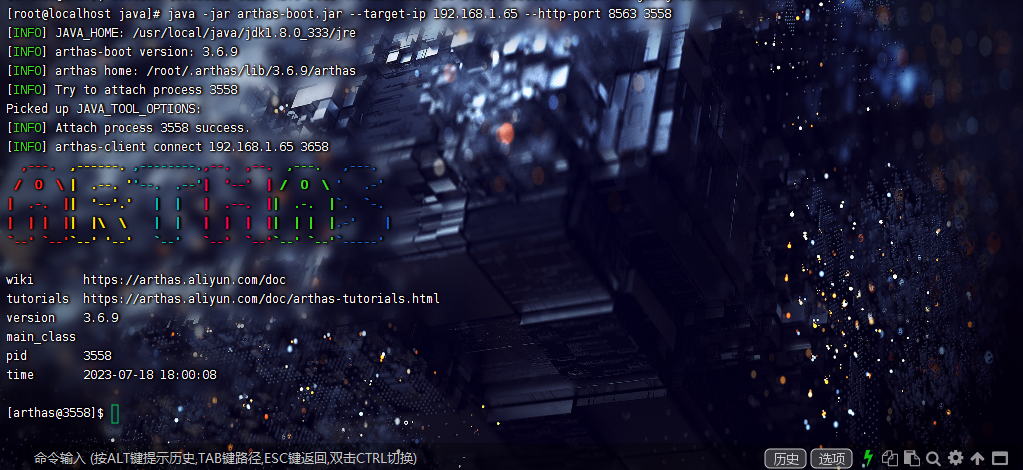 [root@localhost java]# java -jar arthas-boot.jar --target-ip 192.168.1.65 --http-port 8563 3558
[INFO] JAVA_HOME: /usr/local/java/jdk1.8.0_333/jre
[INFO] arthas-boot version: 3.6.9
[INFO] arthas home: /root/.arthas/lib/3.6.9/arthas
[INFO] Try to attach process 3558
Picked up JAVA_TOOL_OPTIONS:
[INFO] Attach process 3558 success.
[INFO] arthas-client connect 192.168.1.65 3658
ARTHAS
wiki https://arthas.aliyun.com/doc
tutorials https://arthas.aliyun.com/doc/arthas-tutorials.html
version 3.6.9
main_class
pid 3558
time 2023-07-18 18:00:08
[arthas@3558]$
命令输入 (按ALT键提示历史,TAB键路径,ESC键返回,双击CTRL切换) 历史 选项